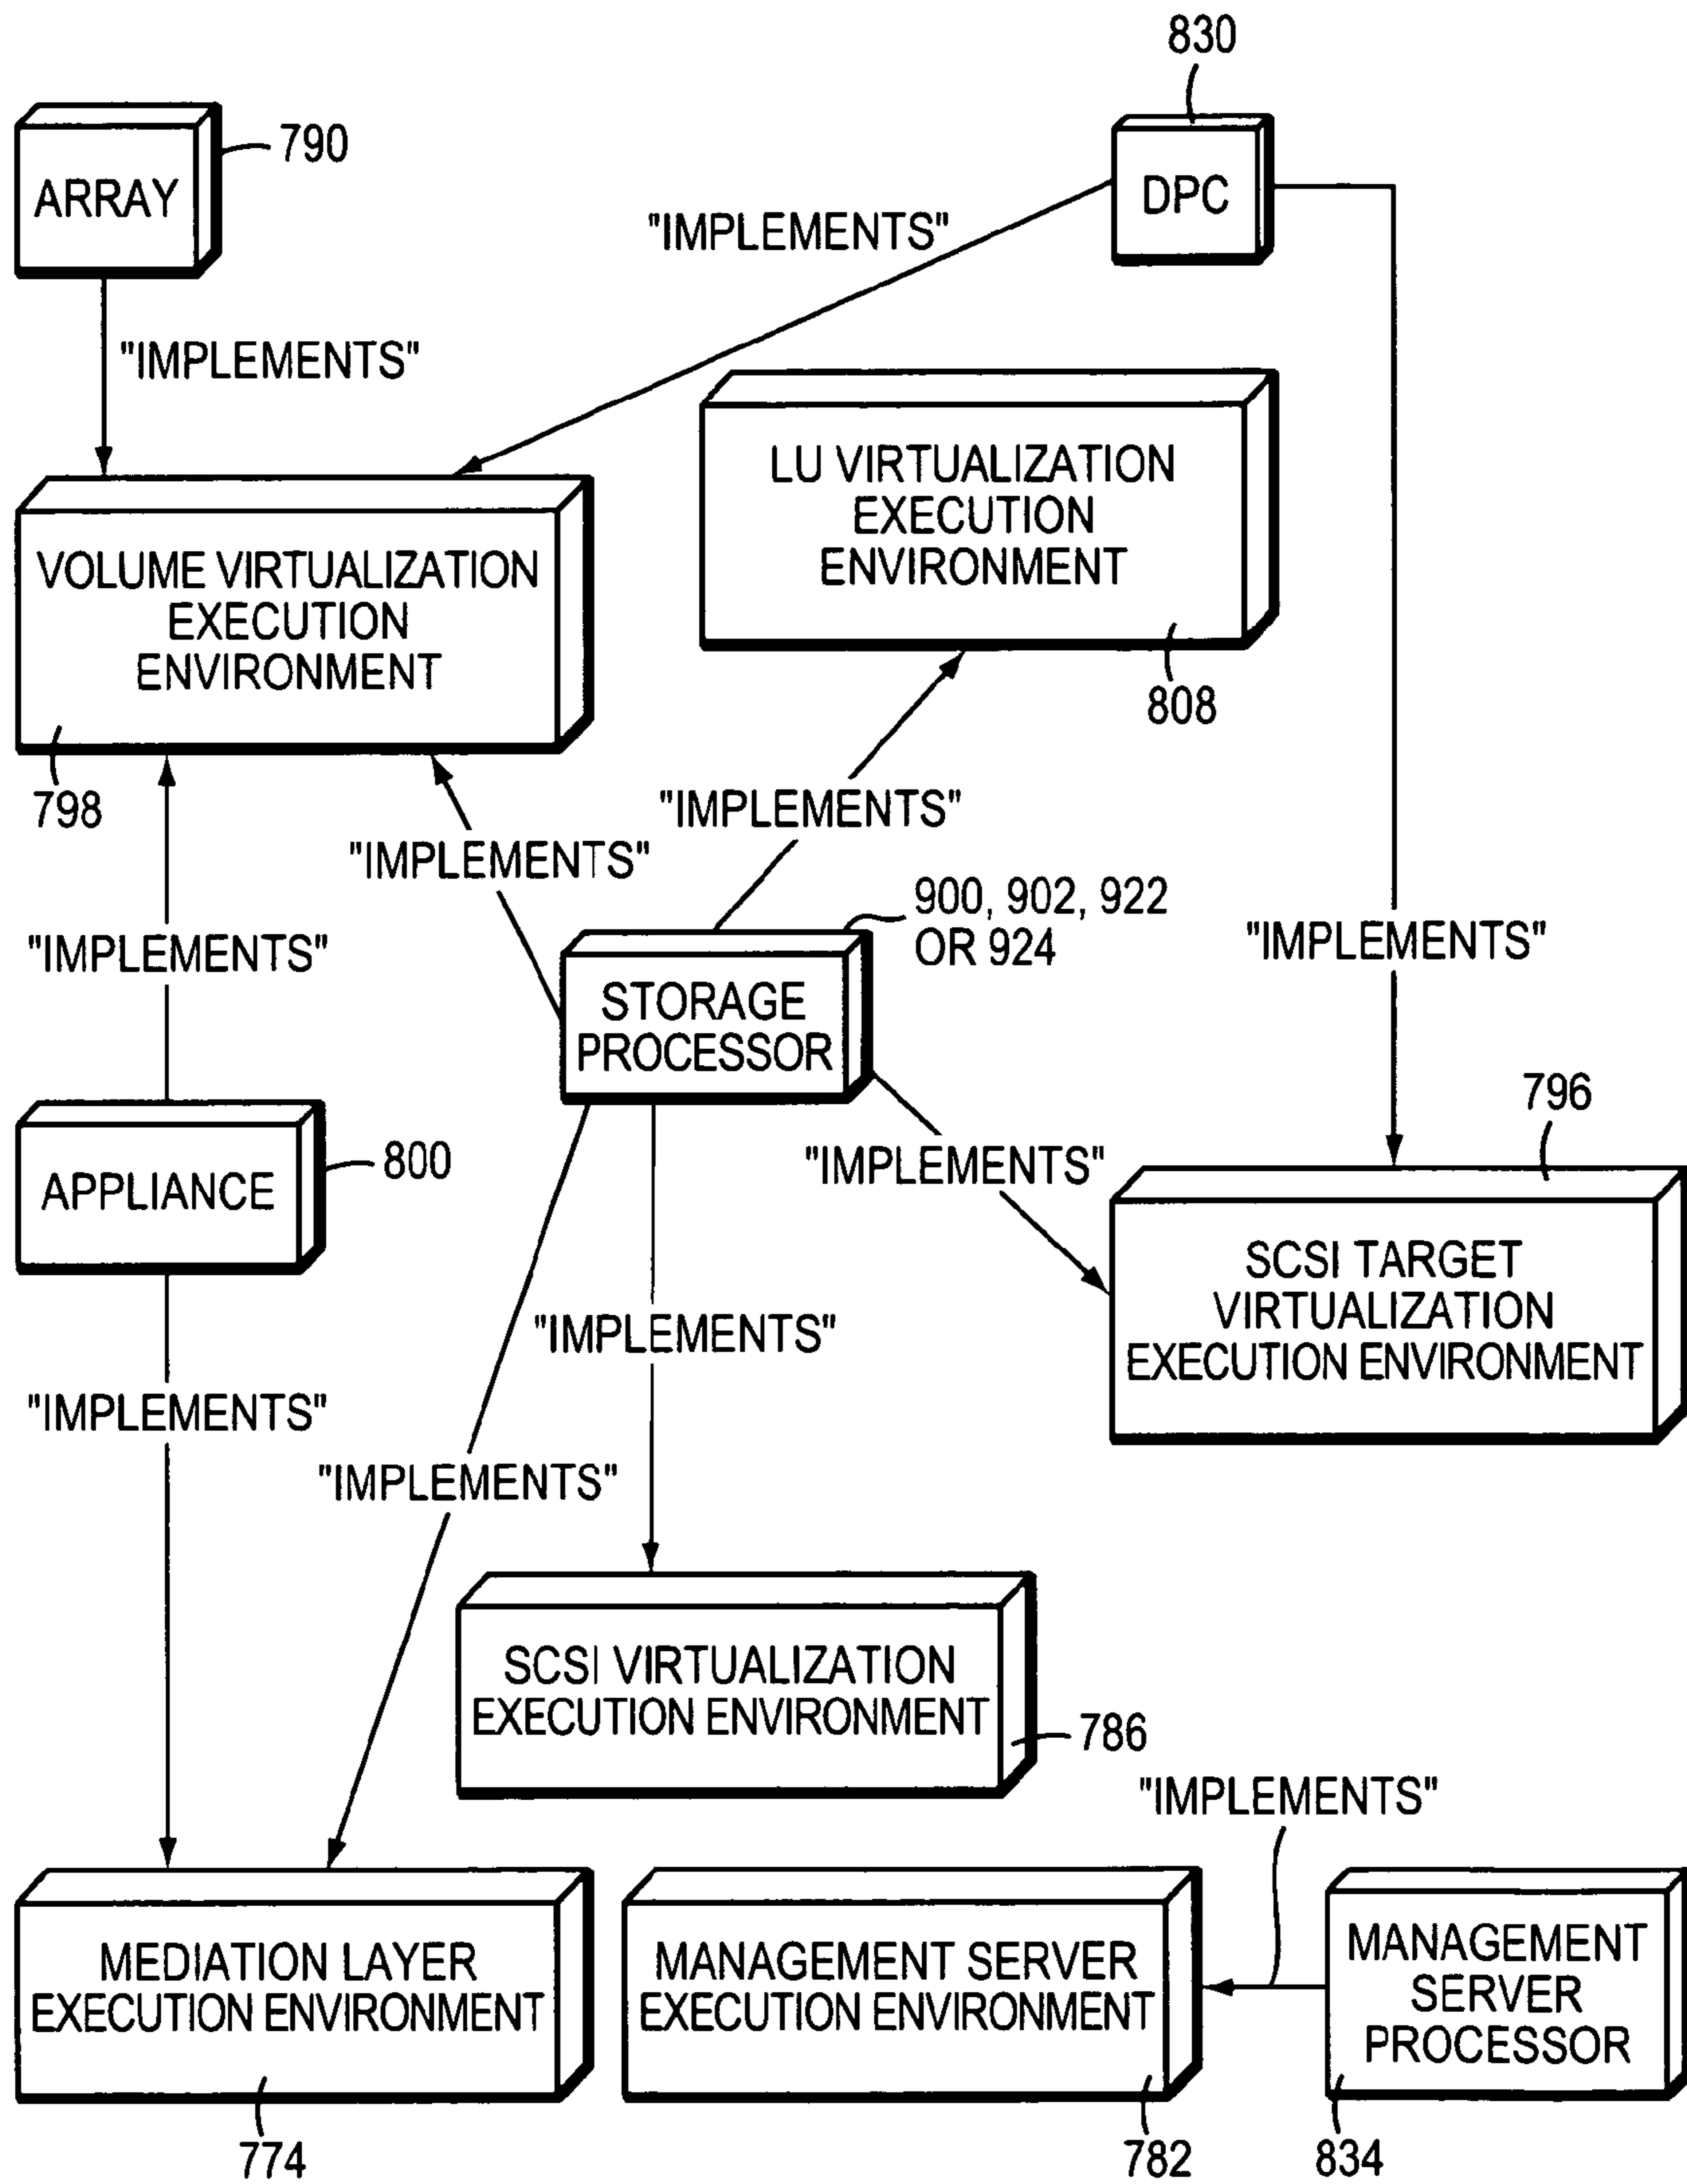 830
790
ARRAY
DPC
"IMPLEMENTS"
"IMPLEMENTS"
LU VIRTUALIZATION
EXECUTION
ENVIRONMENT
808
VOLUME VIRTUALIZATION
EXECUTION
ENVIRONMENT
798
"IMPLEMENTS"
"IMPLEMENTS"
900, 902, 922
OR 924
"IMPLEMENTS"
"IMPLEMENTS"
STORAGE
PROCESSOR
796
800
APPLIANCE
"IMPLEMENTS"
SCSI TARGET
VIRTUALIZATION
EXECUTION ENVIRONMENT
"IMPLEMENTS"
"IMPLEMENTS"
"IMPLEMENTS"
SCSI VIRTUALIZATION
EXECUTION ENVIRONMENT
786
"IMPLEMENTS"
MEDIATION LAYER
EXECUTION ENVIRONMENT
774
MANAGEMENT SERVER
EXECUTION ENVIRONMENT
782
MANAGEMENT
SERVER
PROCESSOR
834